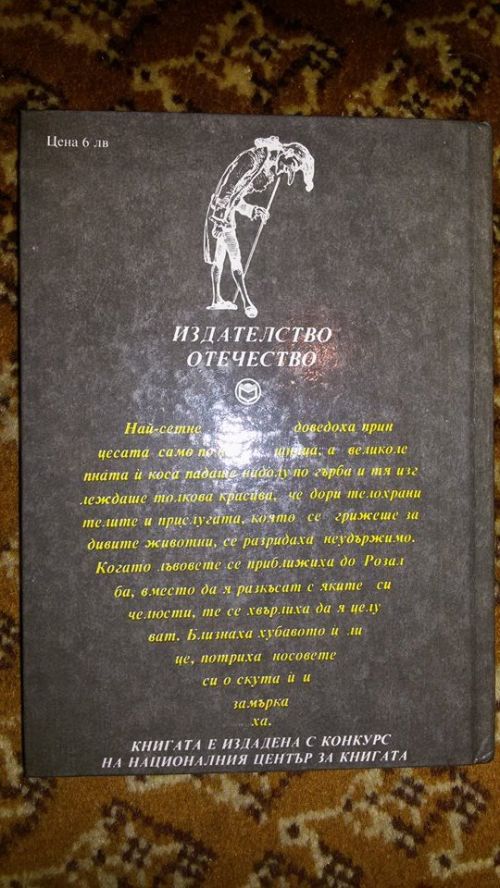 Цена 6 лв
ИЗДАТЕЛСТВО
ОТЕЧЕСТВО
Най-сетне доведоха прин
цесата само по а великоле
пната ѝ коса падаше надолу по гърба и тя изг
леждаше толкова красива, че дори телохрани
телите и прислугата, която се грижеше за
дивите животни, се разридаха неудържимо.
Когато лъвовете се приближиха до Розал
ба, вместо да я разкъсат с яките си
челюсти, те се хвърлиха да я целу
ват. Близнаха хубавото ѝ ли
це, потриха носовете
си о скута ѝ и
замърка
ха.
КНИГАТА Е ИЗДАДЕНА С КОНКУРС
НА НАЦИОНАЛНИЯ ЦЕНТЪР ЗА КНИГАТА